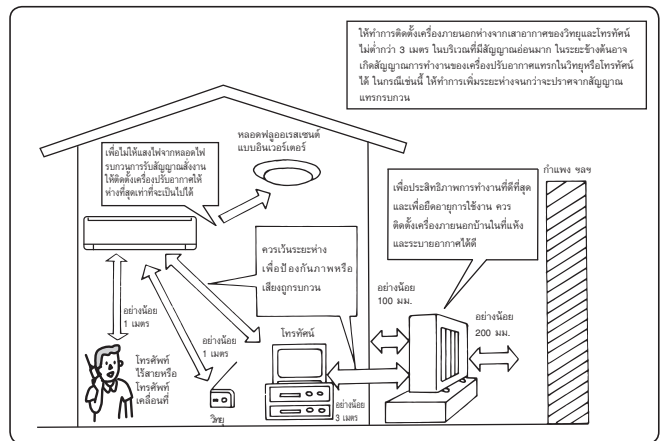 ให้ทำการติดตั้งเครื่องภายนอกห่างจากเสาอากาศของวิทยุและโทรทัศน์
ไม่ต่ำกว่า 3 เมตร ในบริเวณที่มีสัญญาณอ่อนมาก ในระยะข้างต้นอาจ
เกิดสัญญาณการทำงานของเครื่องปรับอากาศแทรกในวิทยุหรือโทรทัศน์
ได้ ในกรณีเช่นนี้ ให้ทำการเพิ่มระยะห่างจนกว่าจะปราศจากสัญญาณ
แทรกรบกวน
หลอดฟลูออเรสเซนต์
แบบอินเวอร์เตอร์
เพื่อไม่ให้แสงไฟจากหลอดไฟ
รบกวนการรับสัญญาณสั่งงาน
ให้ติดตั้งเครื่องปรับอากาศให้
ห่างที่สุดเท่าที่จะเป็นไปได้
กำแพง ฯลฯ
เพื่อประสิทธิภาพการทำงานที่ดีที่สุด
และเพื่อยืดอายุการใช้งาน ควร
ติดตั้งเครื่องภายนอกบ้านในที่แห้ง
และระบายอากาศได้ดี
ควรเว้นระยะห่าง
เพื่อป้องกันภาพหรือ
เสียงถูกรบกวน
อย่างน้อย
100 มม.
อย่างน้อย
200 มม.
อย่างน้อย
1 เมตร
อย่างน้อย
1 เมตร
โทรทัศน์
โทรศัพท์
ไร้สายหรือ
โทรศัพท์
เคลื่อนที่
วิทยุ
อย่างน้อย
3 เมตร